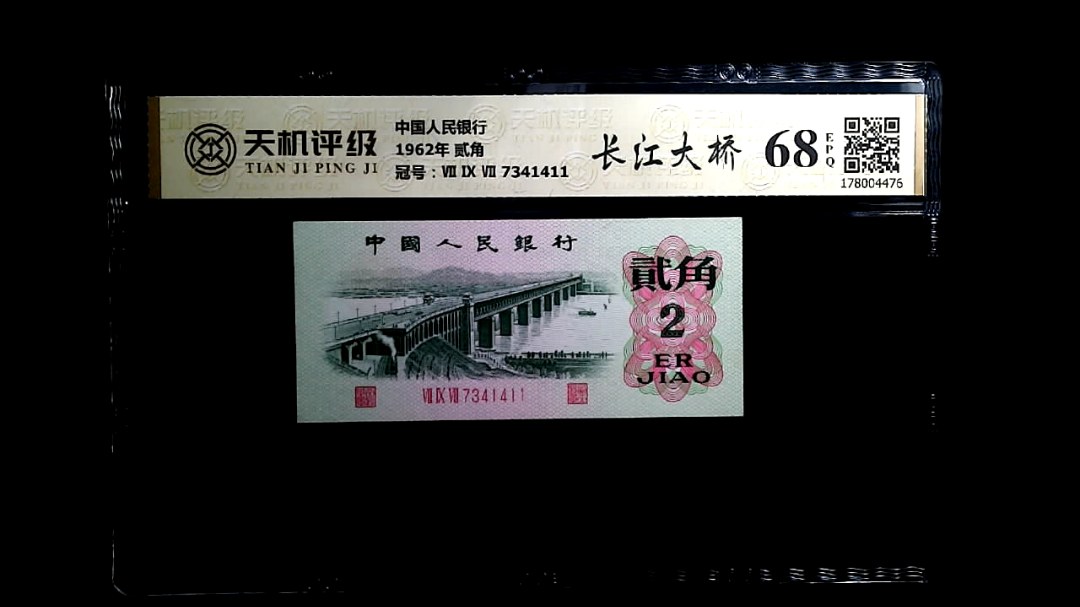 天机评级
TIAN JI PING JI
中国人民银行
1962年 贰角
冠号：Ⅶ Ⅸ Ⅶ 7341411
长江大桥
68
EPQ
178004476
中國人民銀行
貳角
2
ER
JIAO
Ⅶ Ⅸ Ⅶ 7341411